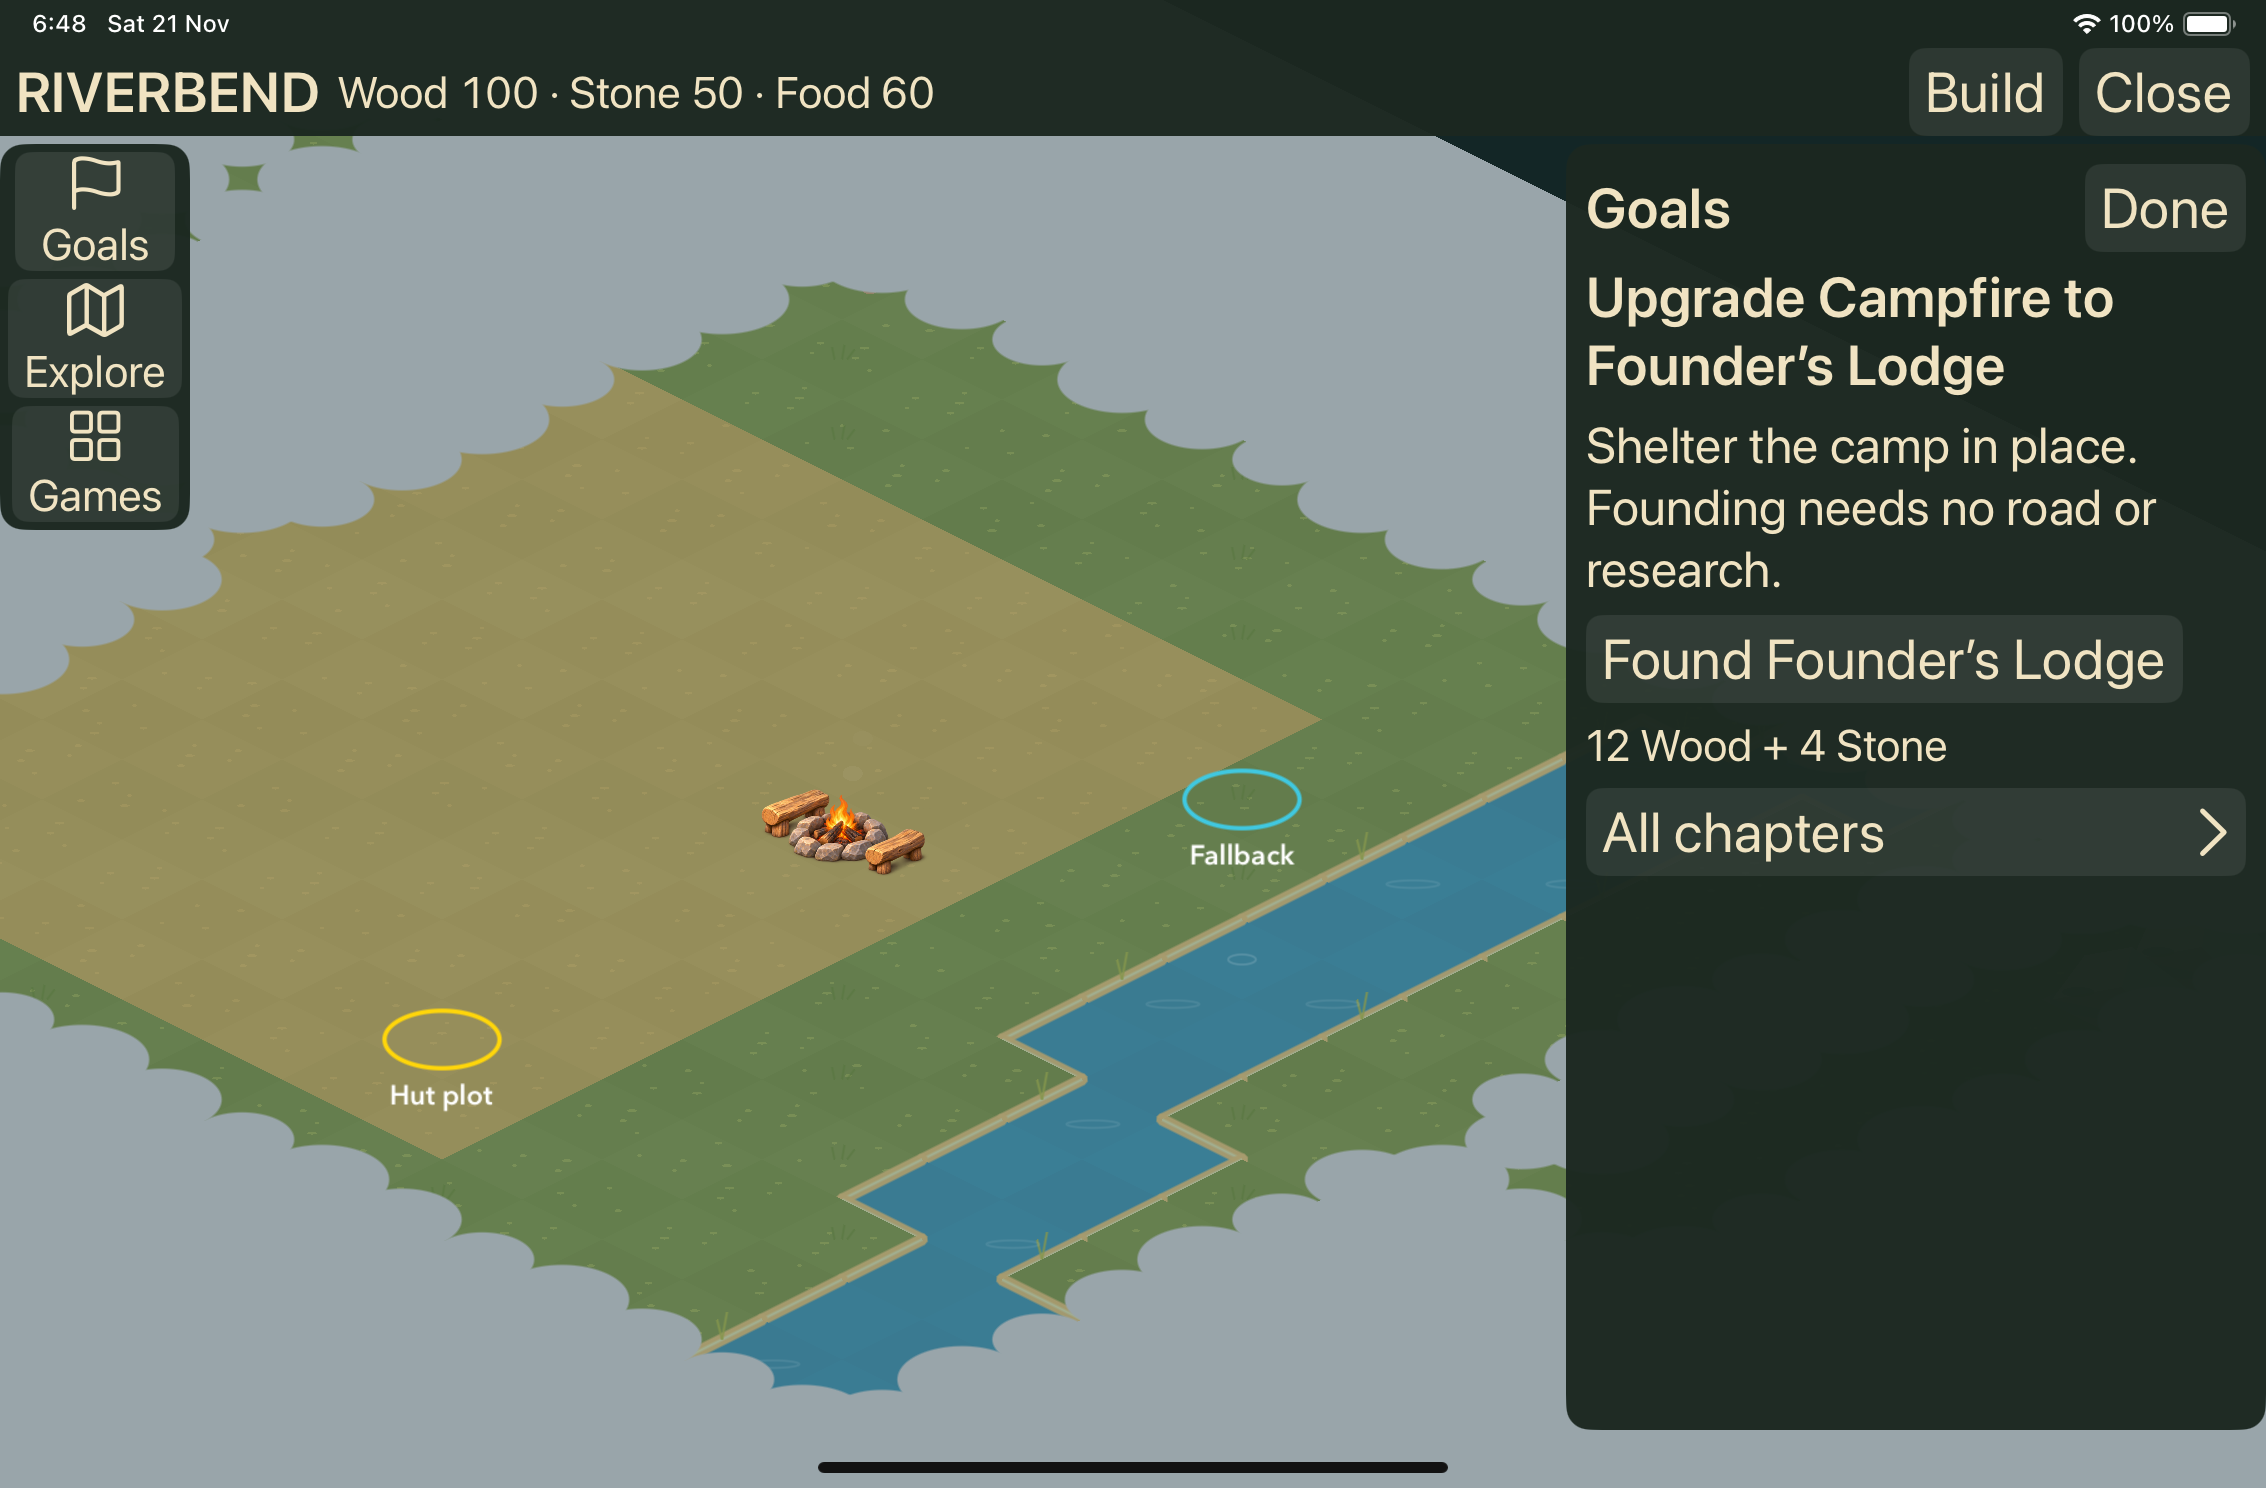 6:48 Sat 21 Nov
100%
RIVERBEND Wood 100 · Stone 50 · Food 60
Build
Close
Goals
Explore
Games
Fallback
Hut plot
Goals
Done
Upgrade Campfire to
Founder’s Lodge
Shelter the camp in place.
Founding needs no road or
research.
Found Founder’s Lodge
12 Wood + 4 Stone
All chapters